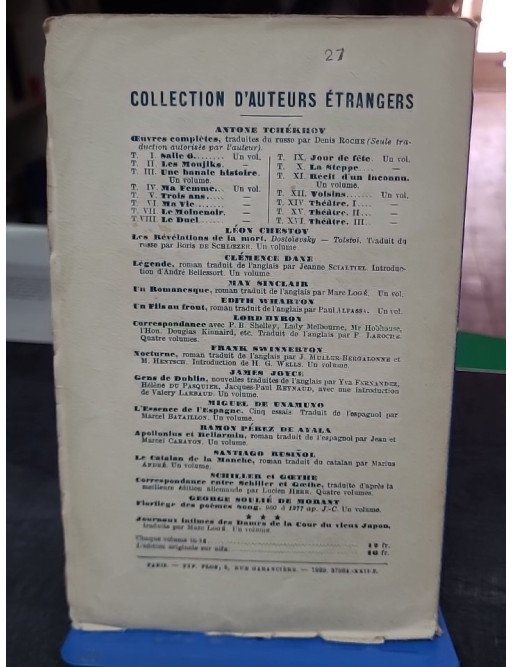 27
COLLECTION D'AUTEURS ÉTRANGERS
ANTONE TCHÉKHOV
Œuvres complètes, traduites du russe par Denis ROCHE (Seule tra-
duction autorisée par l'auteur).
T. I. Salle 6....... Un vol.
T. II Les Moujiks. —
T. III. Une banale histoire.
Un volume.
T. IV. Ma Femme... Un vol.
T. V. Trois ans.... —
T. VI. Ma Vie..... —
T. VII. Le Moine noir. —
T. VIII. Le Duel..... —
T. IX. Jour de fête. Un vol.
T. X. La Steppe... —
T. XI. Récit d'un inconnu.
Un volume.
T. XII. Voisins.... Un vol.
T. XIV Théâtre, I.... —
T. XV Théâtre, II... —
T. XVI. Théâtre, III.. —
LÉON CHESTOV
Les Révélations de la mort. Dostoïevsky — Tolstoï. Traduit du
russe par Boris DE SCHLŒZER. Un volume.
CLÉMENCE DANE
Légende, roman traduit de l'anglais par Jeanne SCIALTIEL. Introduc-
tion d'André Bellessort. Un volume.
MAY SINCLAIR
Un Romanesque, roman traduit de l'anglais par Marc LOGÉ. Un vol.
EDITH WHARTON
Un Fils au front, roman traduit de l'anglais par Paul ALFASSA. Un vol.
LORD BYRON
Correspondance avec P. B. Shelley, Lady Melbourne, Mr Hobhouse,
l'Hon. Douglas Kinnaird, etc. Traduit de l'anglais par F. LAROCHE.
Quatre volumes.
FRANK SWINNERTON
Nocturne, roman traduit de l'anglais par J. MULLER-BERGALONNE et
M. HENTSCH. Introduction de H. G. WELLS. Un volume.
JAMES JOYCE
Gens de Dublin, nouvelles traduites de l'anglais par Yva FERNANDEZ,
Hélène DU PASQUIER, Jacques-Paul REYNAUD, avec une introduction
de Valery LARBAUD. Un volume.
MIGUEL DE UNAMUNO
L'Essence de l'Espagne. Cinq essais Traduit de l'espagnol par
Marcel BATAILLON. Un volume.
RAMON PÉREZ DE AYALA
Apollonius et Bellarmin, roman traduit de l'espagnol par Jean et
Marcel CARAYON. Un volume.
SANTIAGO RUSIÑOL
Le Catalan de la Manche, roman traduit du catalan par Marius
ANDRÉ. Un volume.
SCHILLER et GŒTHE
Correspondance entre Schiller et Gœthe, traduite d'après la
meilleure édition allemande par Lucien HERR. Quatre volumes.
GEORGE SOULIÉ DE MORANT
Florilège des poèmes Song. 960 à 1277 ap. J.-C. Un volume.
★ ★ ★
Journaux intimes des Dames de la Cour du vieux Japon,
traduits par Marc LOGÉ. Un volume.
Chaque volume in-16 ..... 12 fr.
L'édition originale sur alfa.
PARIS. — TYP. PLON, 8, RUE GARANCIÈRE. —